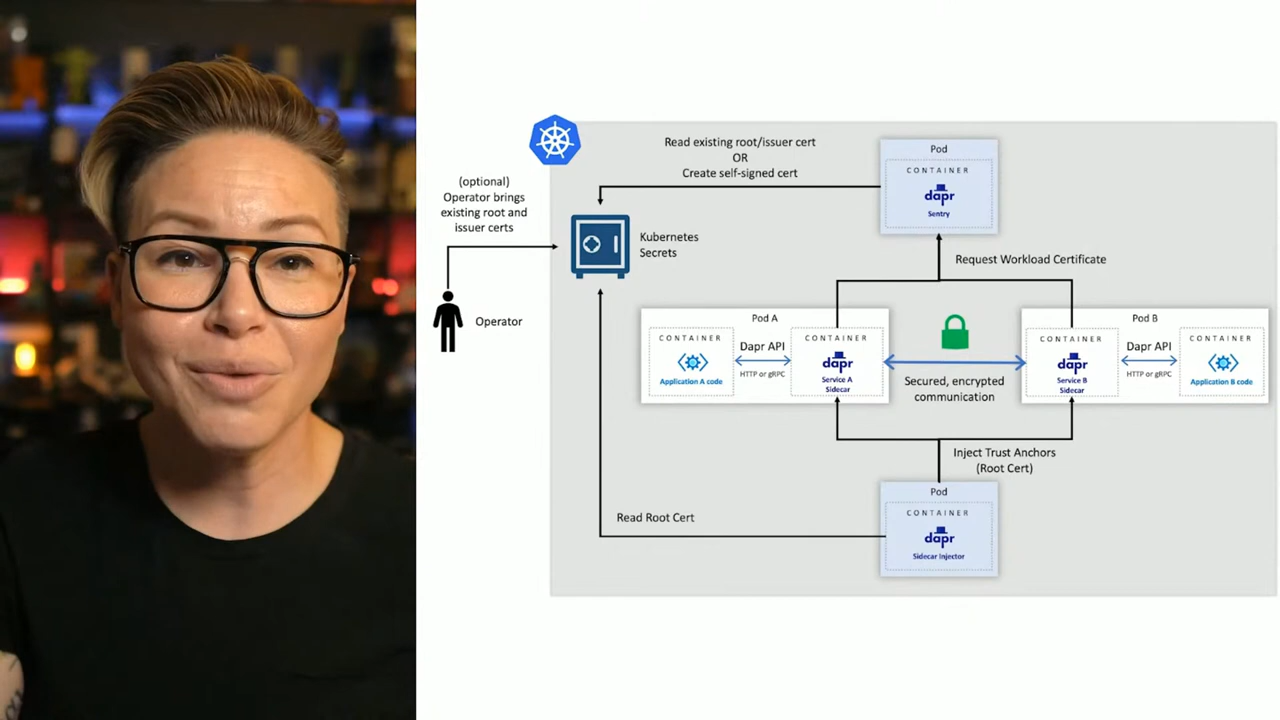 Read existing root/issuer cert
OR
Create self-signed cert
Pod
CONTAINER
dapr
Sentry
(optional)
Operator brings
existing root and
issuer certs
Kubernetes
Secrets
Request Workload Certificate
Operator
Pod A
CONTAINER
Application A code
Dapr API
HTTP or gRPC
CONTAINER
dapr
Service A
Sidecar
Secured, encrypted
communication
Pod B
CONTAINER
dapr
Service B
Sidecar
Dapr API
HTTP or gRPC
CONTAINER
Application B code
Inject Trust Anchors
(Root Cert)
Read Root Cert
Pod
CONTAINER
dapr
Sidecar Injector